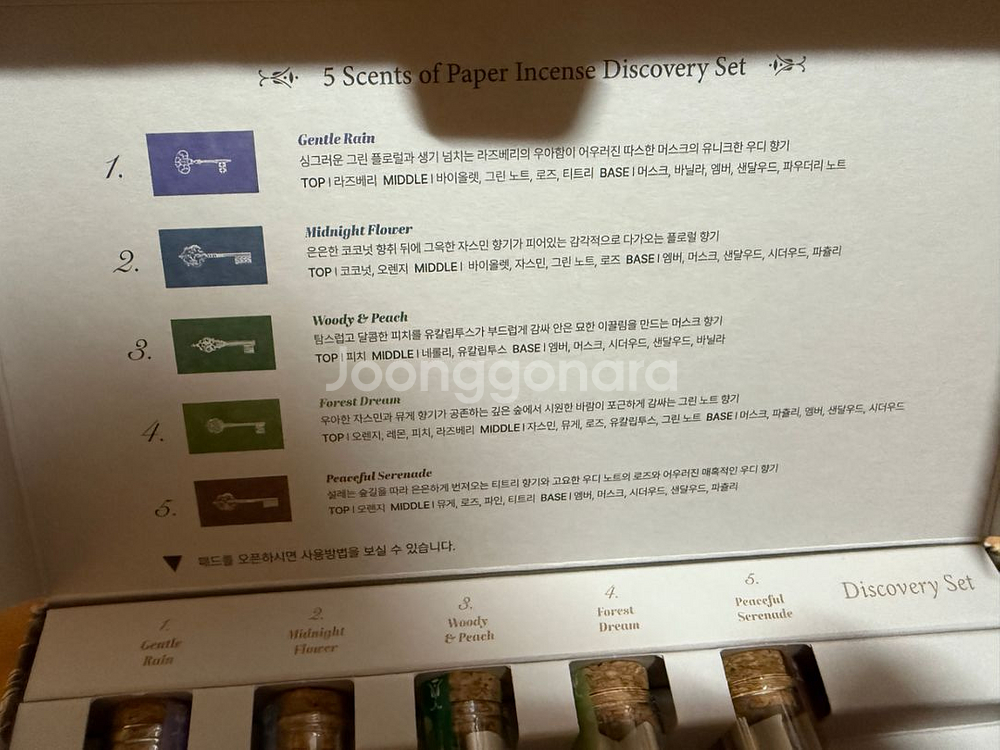 5 Scents of Paper Incense Discovery Set
1.
Gentle Rain
싱그러운 그린 플로럴과 생기 넘치는 라즈베리의 우아함이 어우러진 따스한 머스크의 유니크한 우디 향기
TOP | 라즈베리 MIDDLE | 바이올렛, 그린 노트, 로즈, 티트리 BASE | 머스크, 바닐라, 엠버, 샌달우드, 파우더리 노트
2.
Midnight Flower
은은한 코코넛 향취 뒤에 그윽한 자스민 향기가 피어있는 감각적으로 다가오는 플로럴 향기
TOP | 코코넛, 오렌지 MIDDLE | 바이올렛, 자스민, 그린 노트, 로즈 BASE | 엠버, 머스크, 샌달우드, 시더우드, 파츌리
3.
Woody & Peach
탐스럽고 달콤한 피치를 유칼립투스가 부드럽게 감싸 안은 묘한 이끌림을 만드는 머스크 향기
TOP | 피치 MIDDLE | 네롤리, 유칼립투스 BASE | 엠버, 머스크, 시더우드, 샌달우드, 바닐라
Joonggonara
4.
Forest Dream
우아한 자스민과 뮤게 향기가 공존하는 깊은 숲에서 시원한 바람이 포근하게 감싸는 그린 노트 향기
TOP | 오렌지, 레몬, 피치, 라즈베리 MIDDLE | 자스민, 뮤게, 로즈, 유칼립투스, 그린 노트 BASE | 머스크, 파츌리, 엠버, 샌달우드, 시더우드
5.
Peaceful Serenade
설레는 숲길을 따라 은은하게 번져오는 티트리 향기와 고요한 우디 노트의 로즈와 어우러진 매혹적인 우디 향기
TOP | 오렌지 MIDDLE | 뮤게, 로즈, 파인, 티트리 BASE | 엠버, 머스크, 시더우드, 샌달우드, 파츌리
▼ 패드를 오픈하시면 사용방법을 보실 수 있습니다.
1.
Gentle
Rain
2.
Midnight
Flower
3.
Woody
& Peach
4.
Forest
Dream
5.
Peaceful
Serenade
Discovery Set